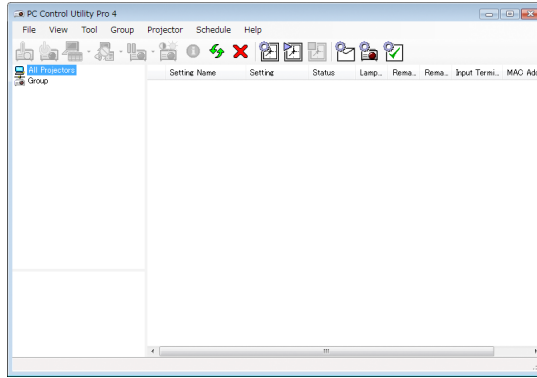 PC Control Utility Pro 4
File View Tool Group Projector Schedule Help
All Projectors
Group
Setting Name Setting Status Lamp... Rema... Rema... Input Termi... MAC Add